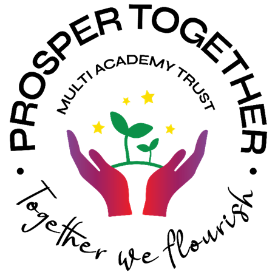 PROSPER TOGETHER
MULTI ACADEMY TRUST
Together we flourish